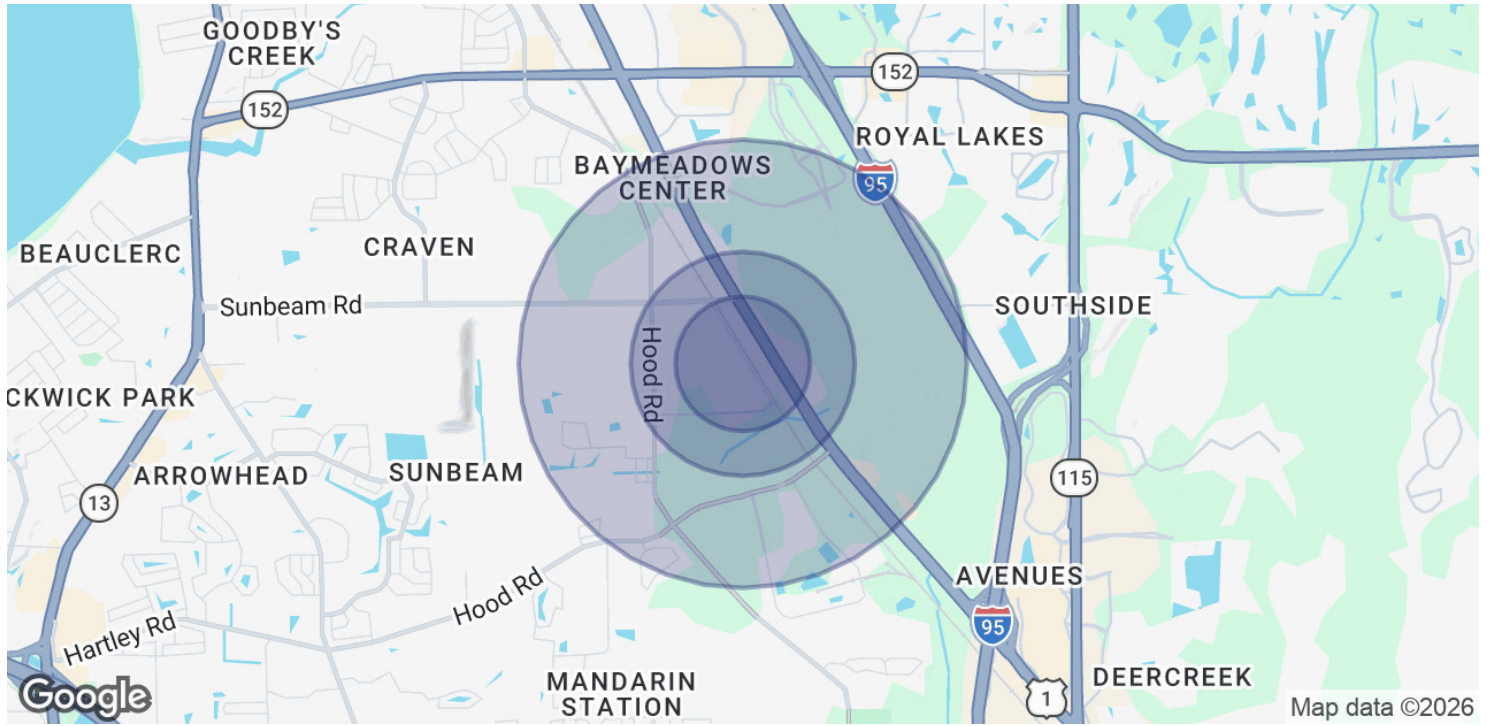 GOODBY'S
CREEK
152
152
ROYAL LAKES
BAYMEADOWS
CENTER
95
CRAVEN
BEAUCLERC
Sunbeam Rd
SOUTHSIDE
Hood Rd
CKWICK PARK
ARROWHEAD
SUNBEAM
115
13
AVENUES
Hood Rd
95
Hartley Rd
MANDARIN
STATION
DEERCREEK
1
Google
Map data ©2026